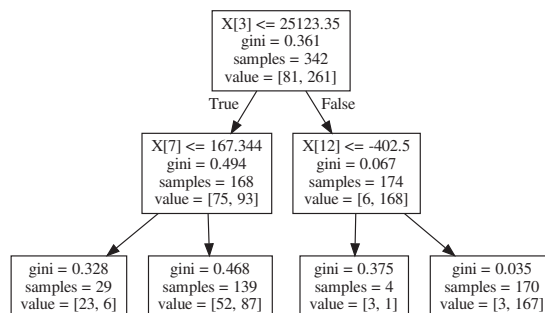 X[3] <= 25123.35
gini = 0.361
samples = 342
value = [81, 261]
True
False
X[7] <= 167.344
gini = 0.494
samples = 168
value = [75, 93]
X[12] <= -402.5
gini = 0.067
samples = 174
value = [6, 168]
gini = 0.328
samples = 29
value = [23, 6]
gini = 0.468
samples = 139
value = [52, 87]
gini = 0.375
samples = 4
value = [3, 1]
gini = 0.035
samples = 170
value = [3, 167]